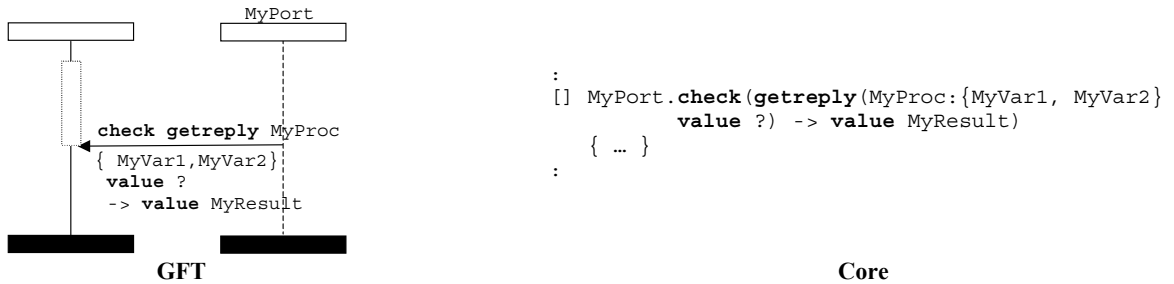 MyPort
check getreply MyProc
{ MyVar1,MyVar2}
value ?
-> value MyResult
GFT
:
[] MyPort.check(getreply(MyProc:{MyVar1, MyVar2}
value ?) -> value MyResult)
{ … }
:
Core